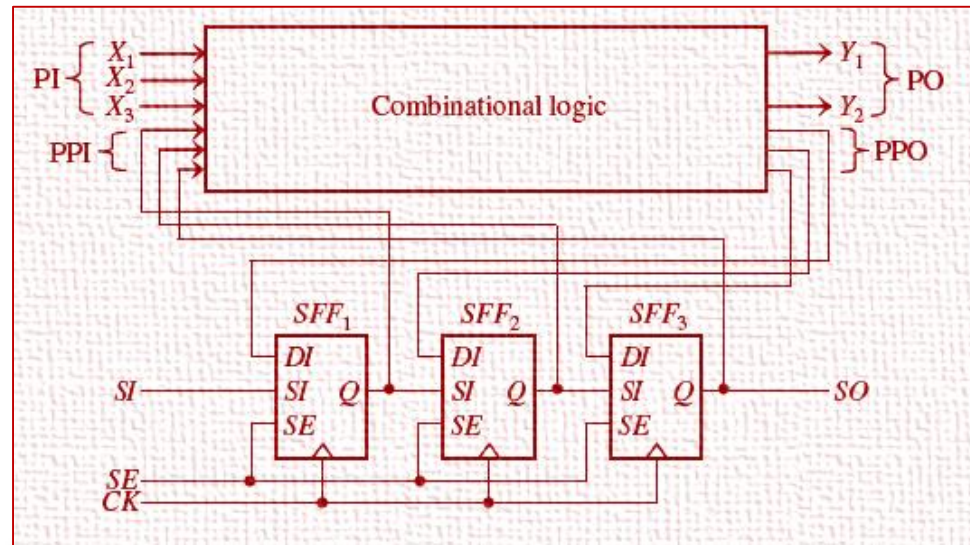 X₁ Y₁
PI X₂ PO
X₃ Combinational logic Y₂
PPI PPO
SFF₁ SFF₂ SFF₃
DI DI DI
SI SI Q SI Q SI Q SO
SE SE SE
SE
CK